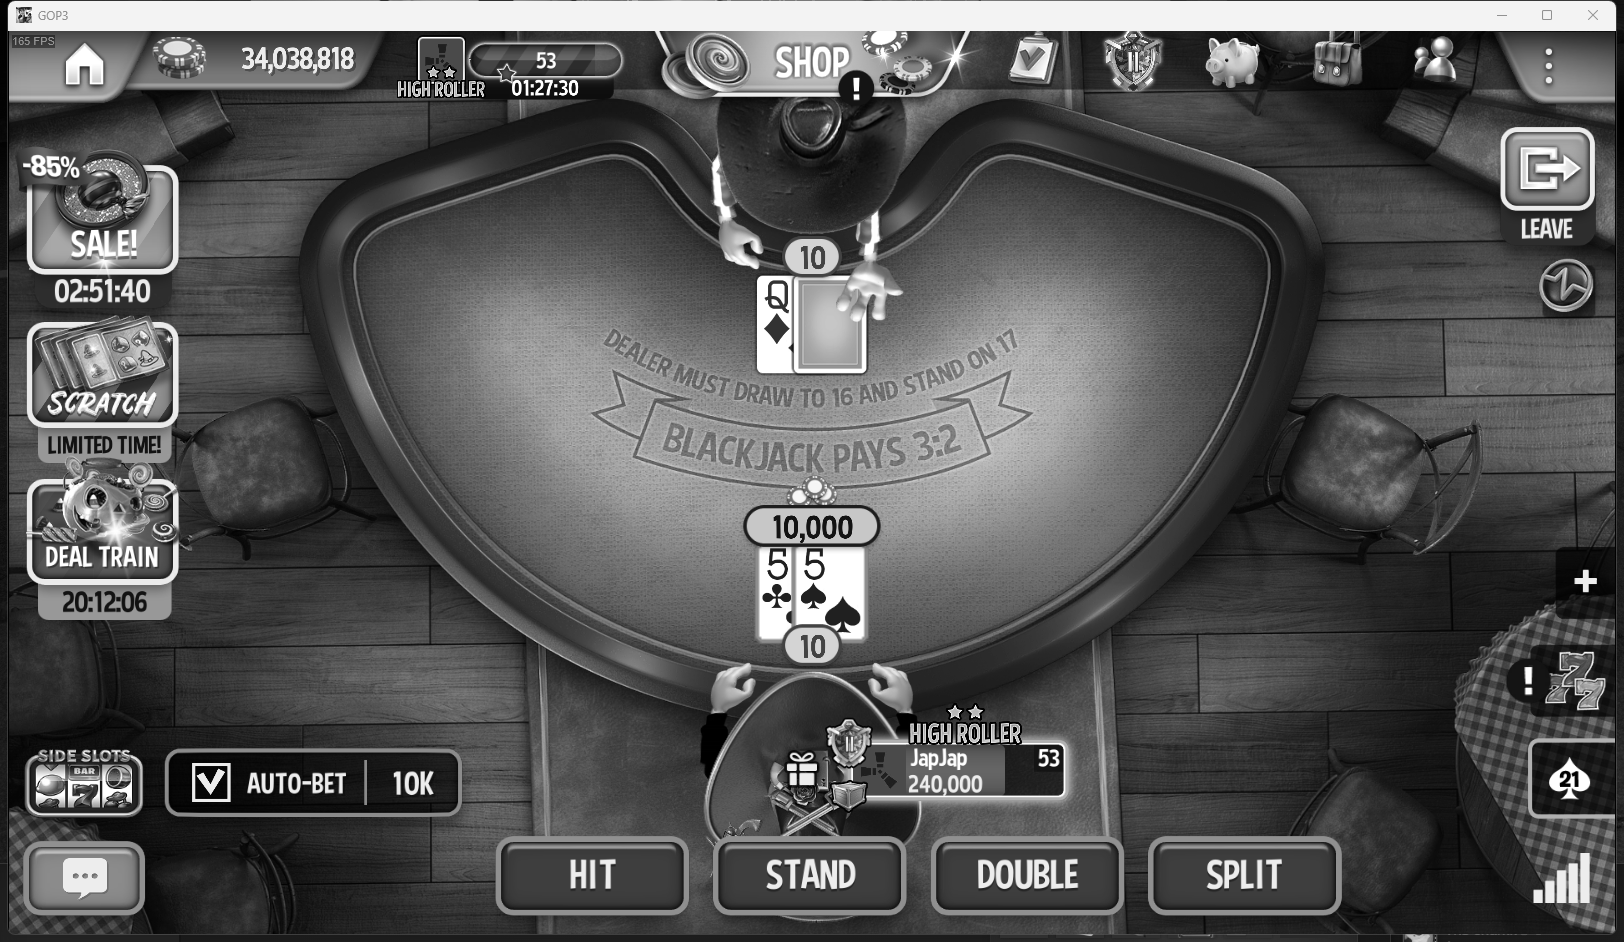 GOP3
165 FPS
34,038,818
HIGH ROLLER
53
01:27:30
SHOP
!
-85%
SALE!
02:51:40
LEAVE
10
Q
DEALER MUST DRAW TO 16 AND STAND ON 17
BLACKJACK PAYS 3:2
SCRATCH
LIMITED TIME!
DEAL TRAIN
20:12:06
10,000
5 5
10
+
! 777
HIGH ROLLER
II
JapJap 53
240,000
SIDE SLOTS
BAR
7
AUTO-BET 10K
21
HIT STAND DOUBLE SPLIT